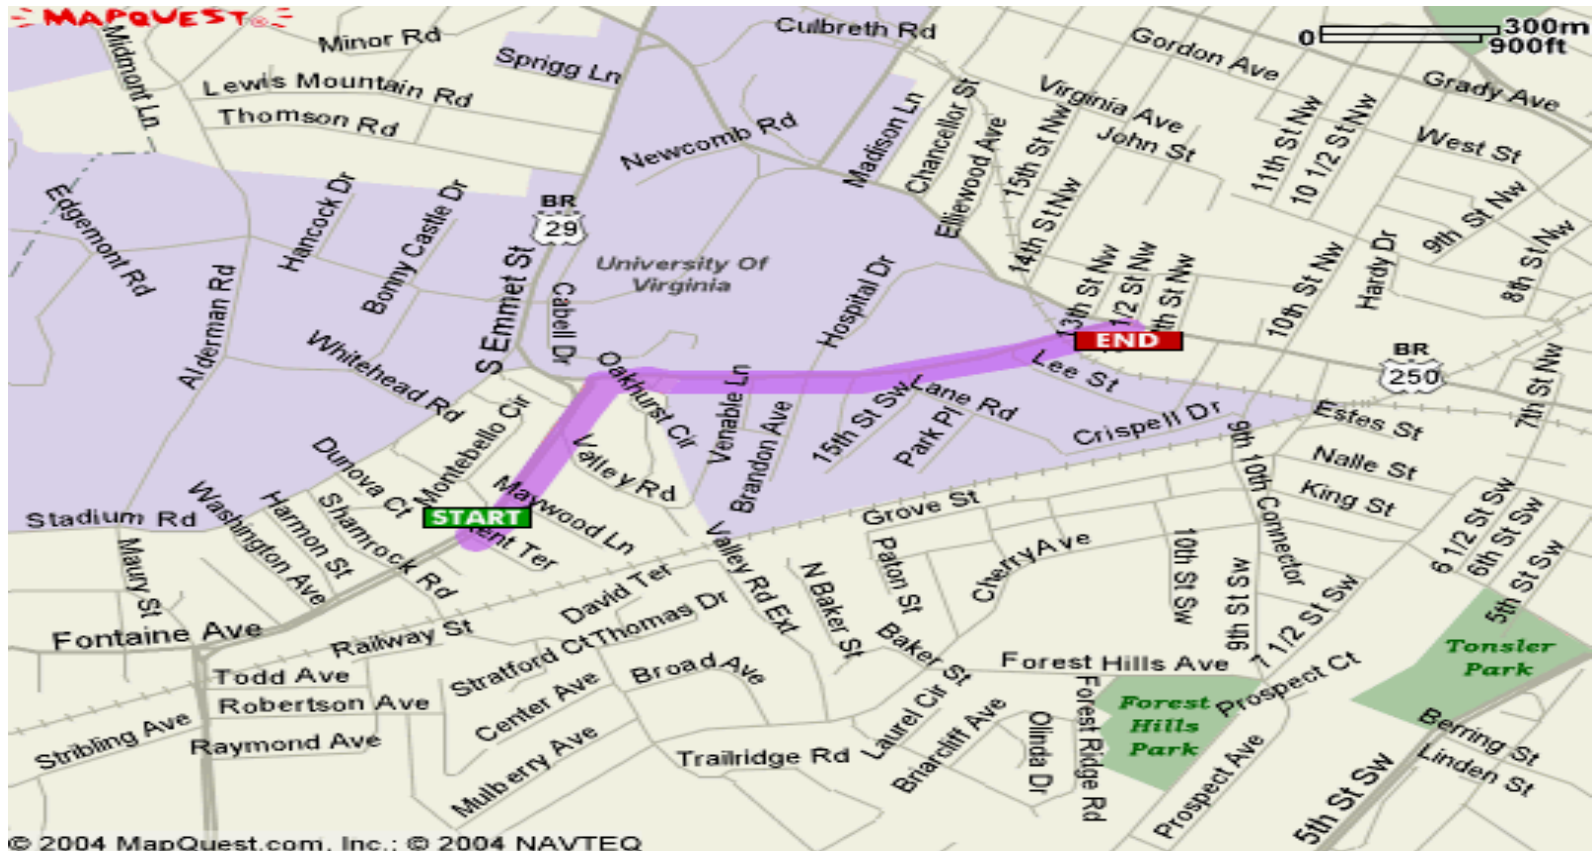 MAPQUEST®
0 300m
900ft
Midmont Ln
Minor Rd
Sprigg Ln
Culbreth Rd
Gordon Ave
Grady Ave
Lewis Mountain Rd
Thomson Rd
Newcomb Rd
Madison Ln
Chancellor St
Elliewood Ave
Virginia Ave
John St
15th St Nw
14th St Nw
11th St Nw
10 1/2 St Nw
West St
9th St Nw
8th St Nw
Hardy Dr
10th St Nw
Edgemont Rd
Hancock Dr
Bonny Castle Dr
BR
29
S Emmet St
University Of
Virginia
Cabell Dr
Hospital Dr
13th St Nw
1/2 St Nw
th St Nw
Alderman Rd
Whitehead Rd
Oakhurst Cir
END
Lee St
BR
250
7th St Nw
Venable Ln
Brandon Ave
15th St Sw
Lane Rd
Park Pl
Crispell Dr
Estes St
Nalle St
King St
9th 10th Connector
Dunova Ct
Montebello Cir
Valley Rd
Maywood Ln
START
Kent Ter
Stadium Rd
Washington Ave
Harmon St
Shamrock Rd
Maury St
Grove St
Valley Rd Ext
N Baker St
Paton St
Cherry Ave
10th St Sw
9th St Sw
7 1/2 St Sw
6 1/2 St Sw
6th St Sw
5th St Sw
Fontaine Ave
Railway St
David Ter
Thomas Dr
Stratford Ct
Baker St
Forest Hills Ave
Prospect Ct
Tonsler
Park
Todd Ave
Robertson Ave
Raymond Ave
Stribling Ave
Center Ave
Broad Ave
Mulberry Ave
Trailridge Rd
Laurel Cir St
Briarcliff Ave
Olinda Dr
Forest Ridge Rd
Forest
Hills
Park
Prospect Ave
5th St Sw
Berring St
Linden St
© 2004 MapQuest.com, Inc.; © 2004 NAVTEQ